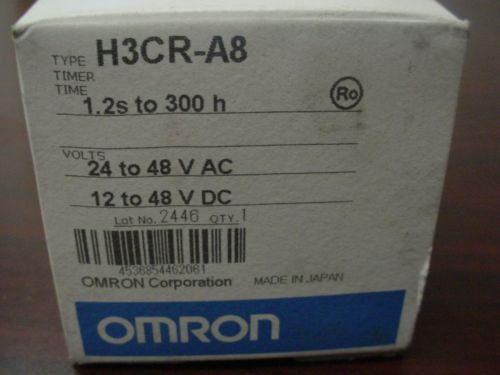 TYPE H3CR-A8
TIMER
TIME
1.2s to 300 h
Ro
VOLTS
24 to 48 V AC
12 to 48 V DC
Lot No. 2446 QTY. 1
4536854462061
OMRON Corporation MADE IN JAPAN
OMRON